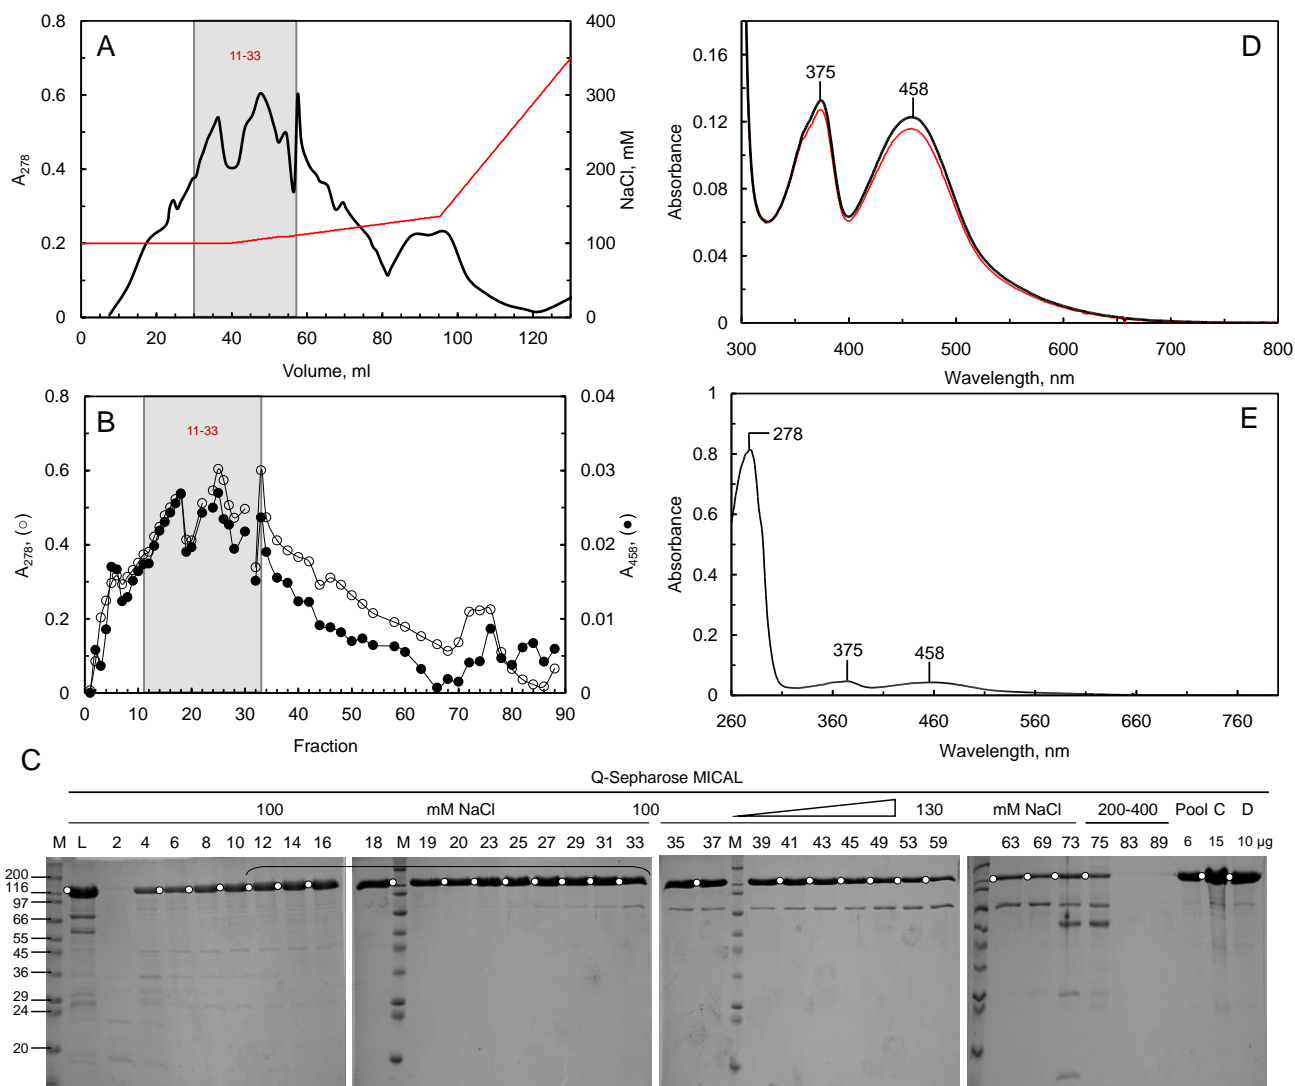 A
11-33
0.8
0.6
0.4
0.2
0
A278
400
300
200
100
0
NaCl, mM
0 20 40 60 80 100 120
Volume, ml
D
375
458
0.16
0.12
0.08
0.04
0
Absorbance
300 400 500 600 700 800
Wavelength, nm
B
11-33
0.8
0.6
0.4
0.2
0
A278, (○)
0.04
0.03
0.02
0.01
0
A458, (●)
0 10 20 30 40 50 60 70 80 90
Fraction
E
278
375
458
1
0.8
0.6
0.4
0.2
0
Absorbance
260 360 460 560 660 760
Wavelength, nm
C
Q-Sepharose MICAL
100 mM NaCl 100 130 mM NaCl 200-400 Pool C D
M L 2 4 6 8 10 12 14 16 18 M 19 20 23 25 27 29 31 33 35 37 M 39 41 43 45 49 53 59 63 69 73 75 83 89 6 15 10 µg
200
116
97
66
55
45
36
29
24
20